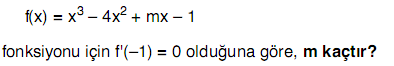 f(x) = x³ – 4x² + mx – 1
fonksiyonu için f'(–1) = 0 olduğuna göre, m kaçtır?